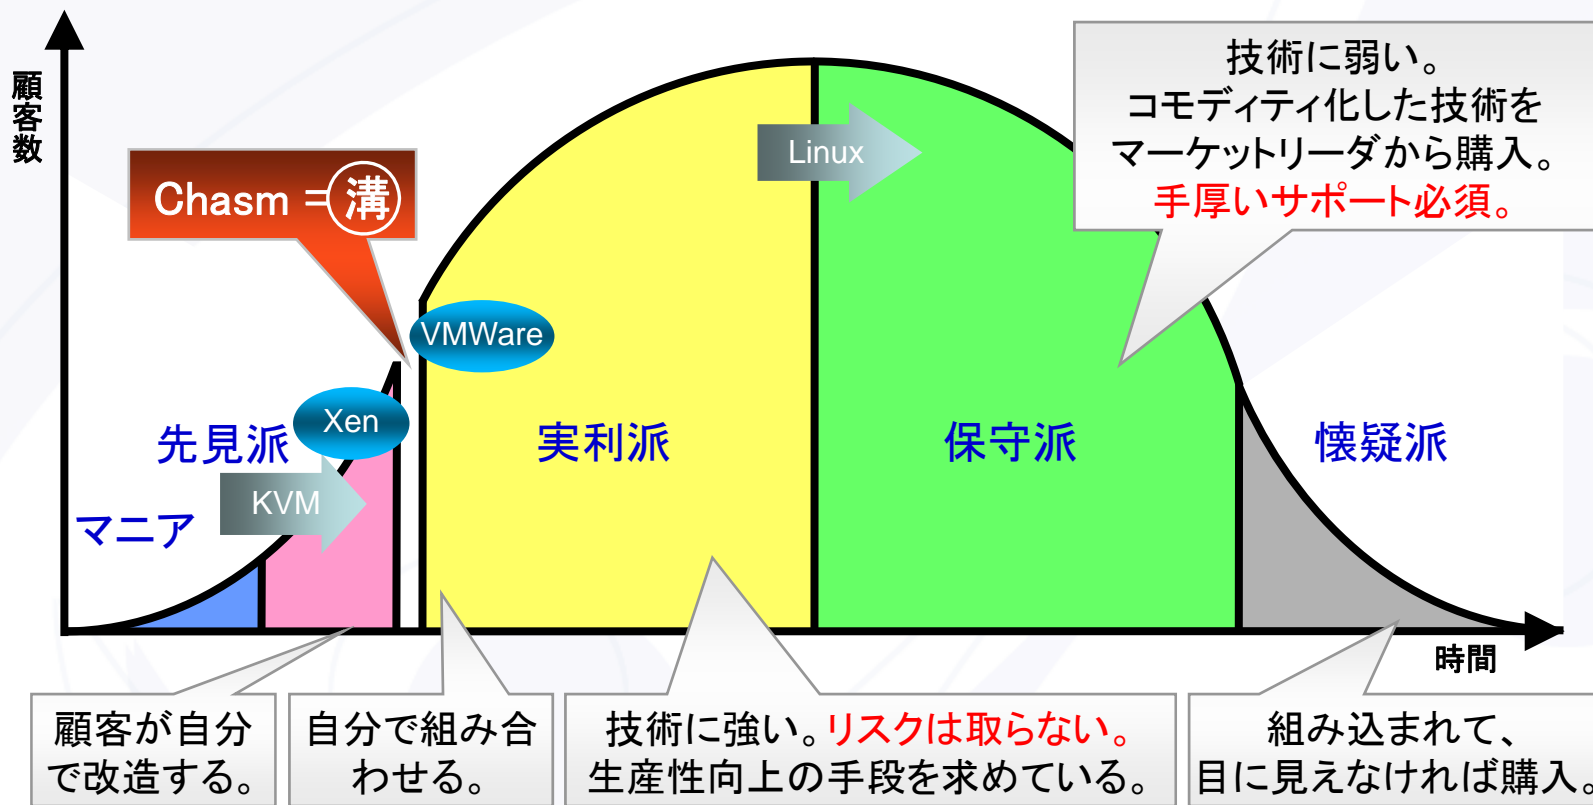 顧客数
技術に弱い。
コモディティ化した技術を
マーケットリーダから購入。
手厚いサポート必須。
Linux
Chasm =溝
VMWare
Xen
先見派
実利派
保守派
懐疑派
KVM
マニア
時間
顧客が自分
で改造する。
自分で組み合
わせる。
技術に強い。リスクは取らない。
生産性向上の手段を求めている。
組み込まれて、
目に見えなければ購入。